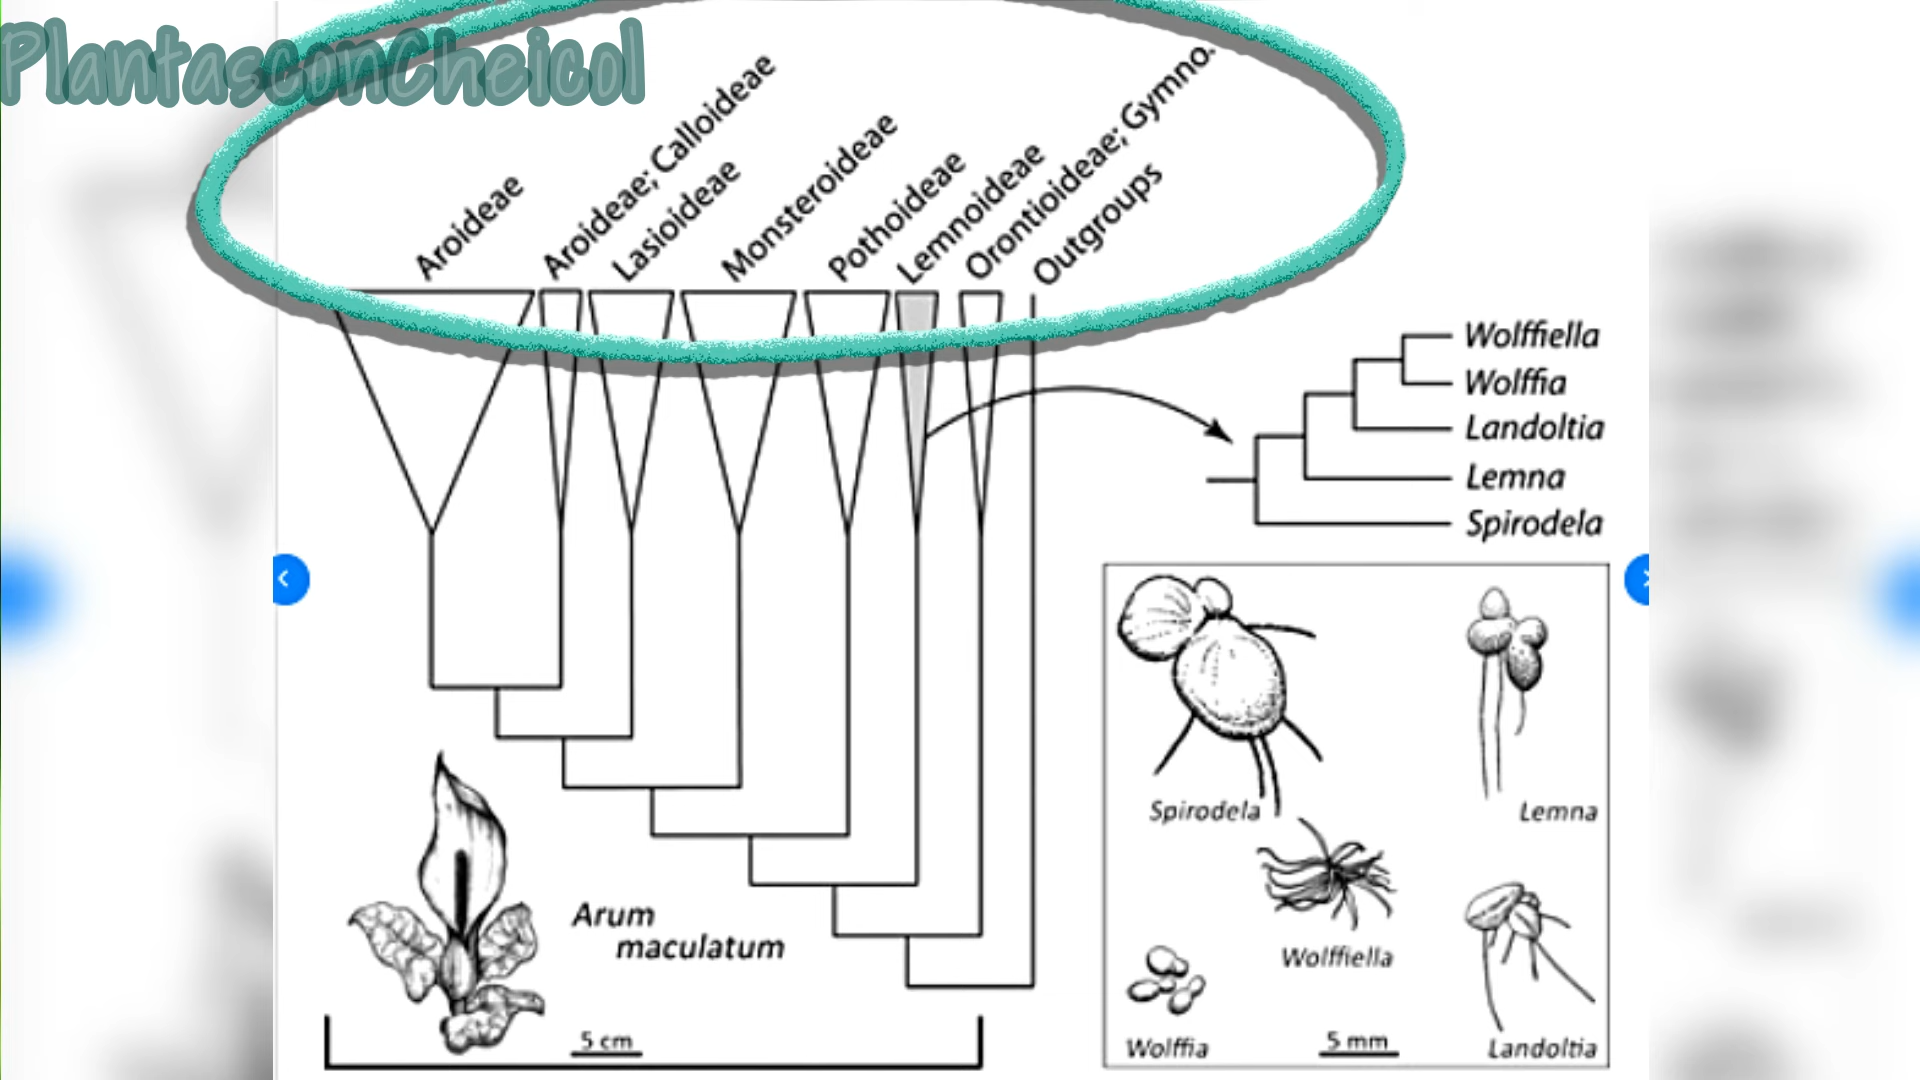 PlantasconCheicol
Aroideae
Aroideae; Calloideae
Lasioideae
Monsteroideae
Pothoideae
Lemnoideae
Orontioideae; Gymno.
Outgroups
Wolffiella
Wolffia
Landoltia
Lemna
Spirodela
Spirodela
Lemna
Wolffiella
Wolffia
5 mm
Landoltia
Arum
maculatum
5 cm